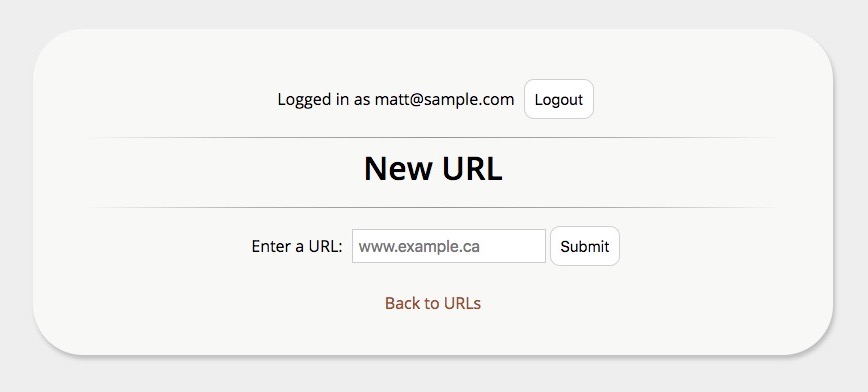 Logged in as matt@sample.com Logout
New URL
Enter a URL: www.example.ca Submit
Back to URLs